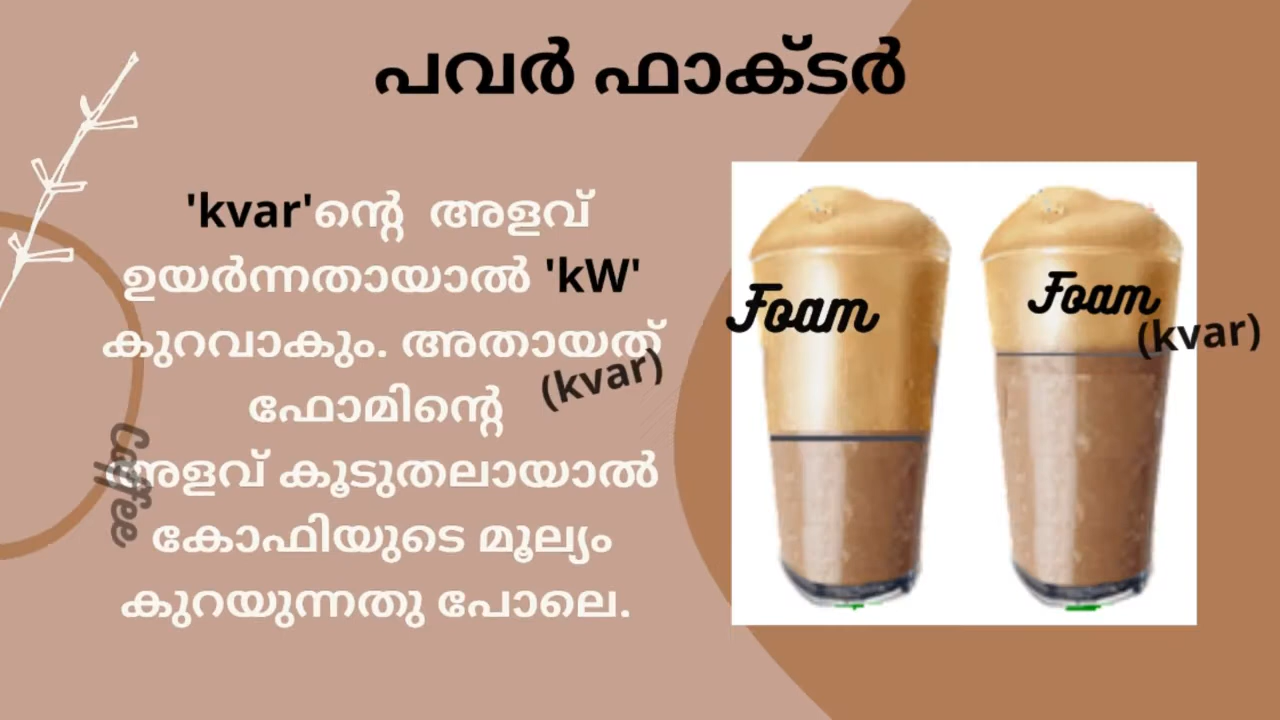 പവർ ഫാക്ടർ
'kvar'ന്റെ അളവ്
ഉയർന്നതായാൽ 'kW'
കുറവാകും. അതായത്
ഫോമിന്റെ
(kvar)
അളവ് കൂടുതലായാൽ
കോഫിയുടെ മൂല്യം
കുറയുന്നതു പോലെ.
Coffee
Foam
Foam
(kvar)